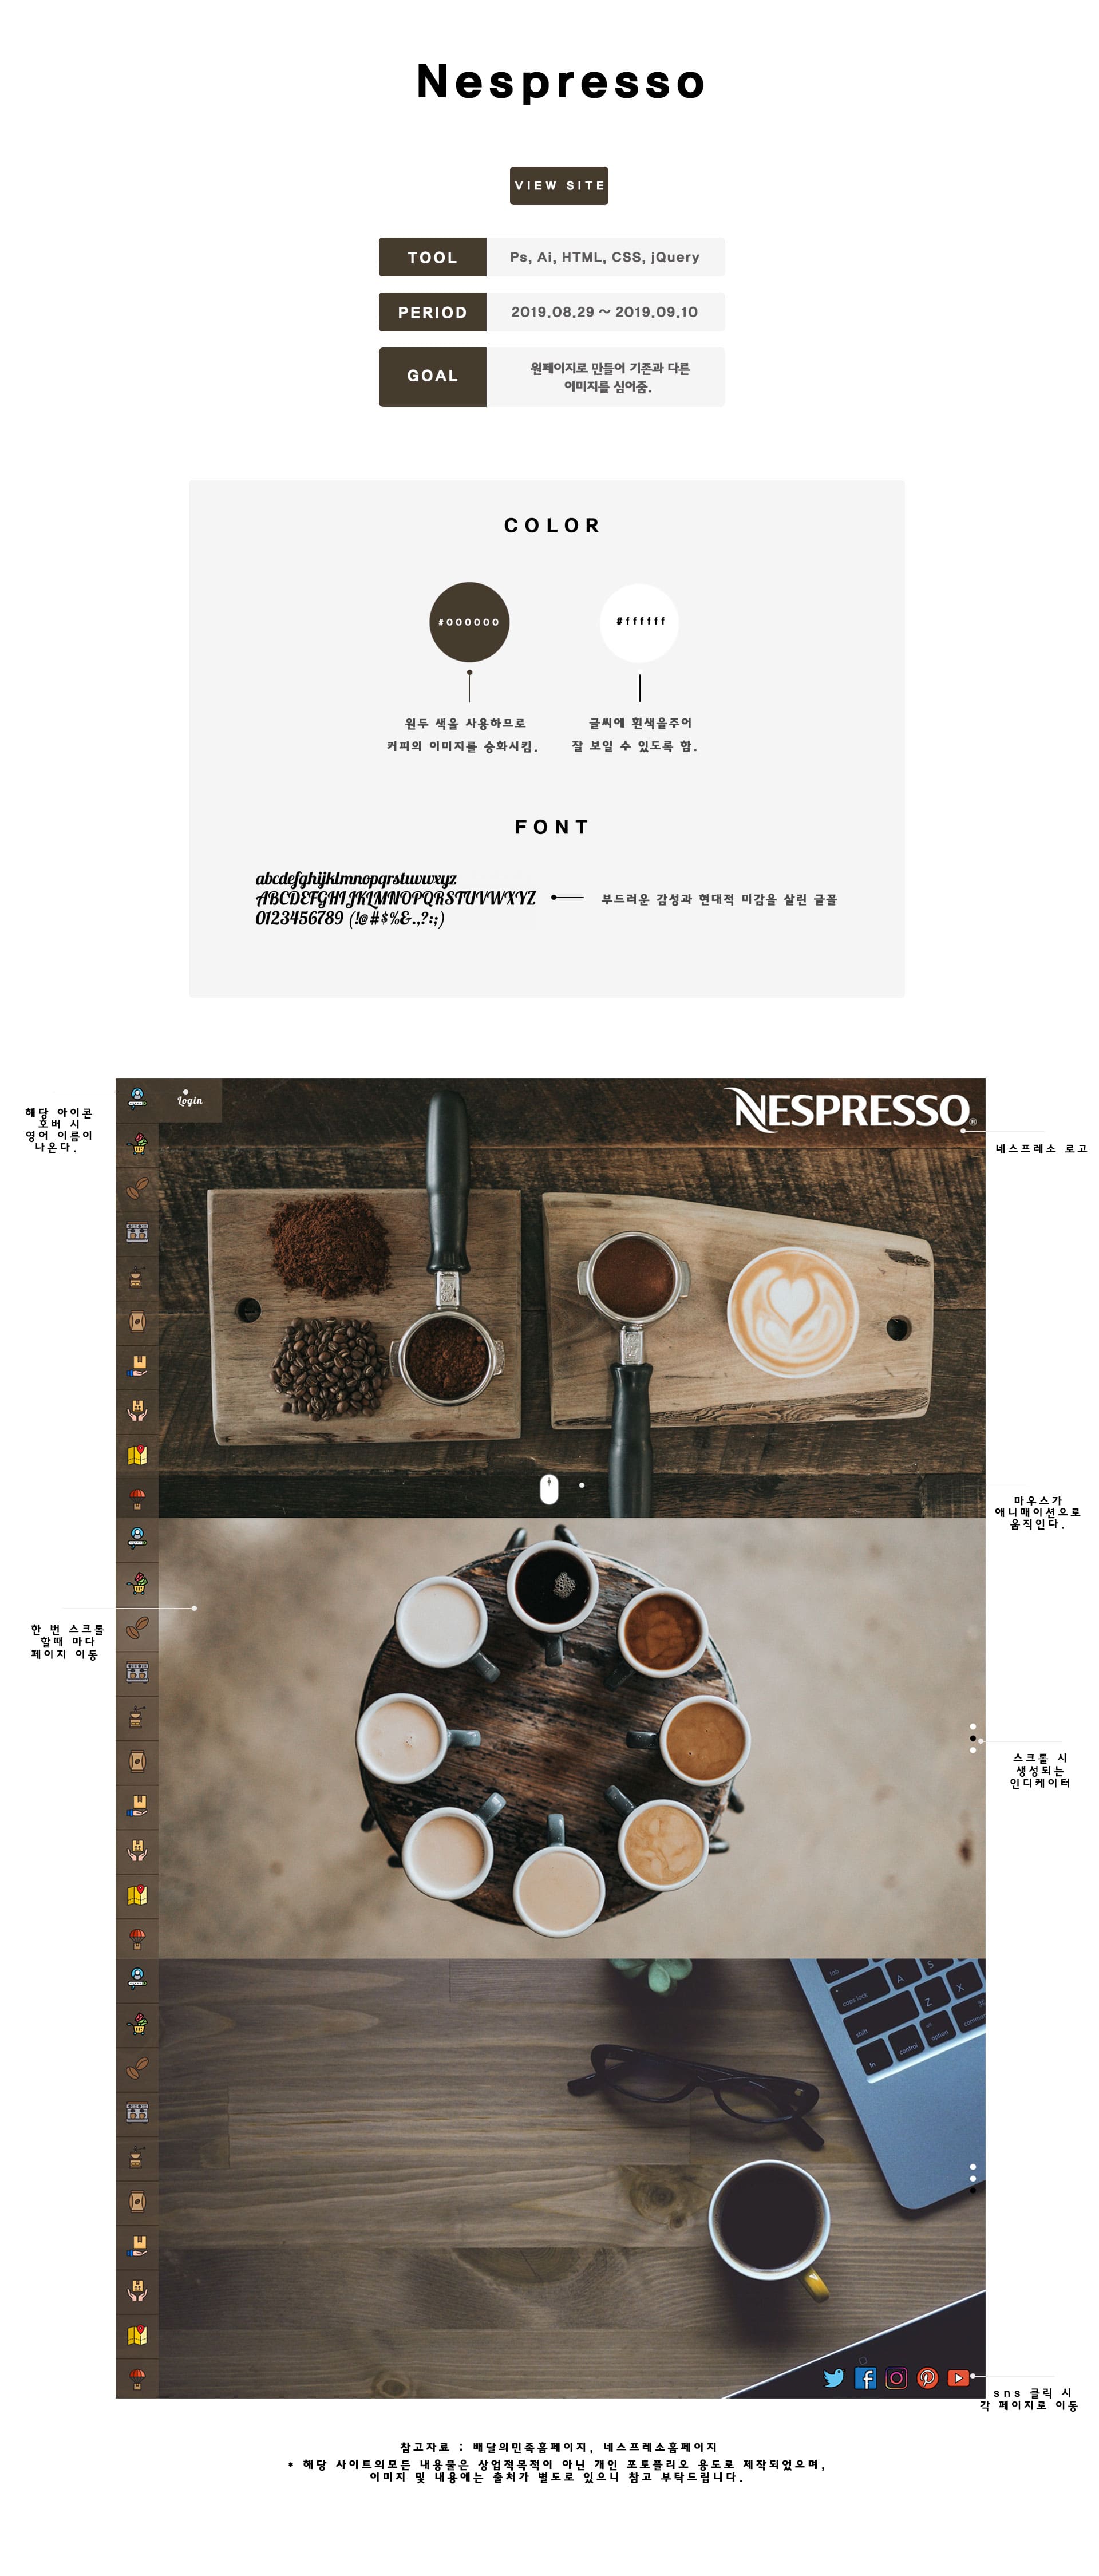 Nespresso
VIEW SITE
TOOL
Ps, Ai, HTML, CSS, jQuery
PERIOD
2019.08.29 ~ 2019.09.10
GOAL
원페이지로 만들어 기존과 다른
이미지를 심어줌.
COLOR
#000000
#ffffff
원두 색을 사용하므로
커피의 이미지를 승화시킴.
글씨에 흰색을주어
잘 보일 수 있도록 함.
FONT
abcdefghijklmnopqrstuvwxyz
ABCDEFGHIJKLMNOPQRSTUVWXYZ
0123456789 (!@#$%&.,?:;)
부드러운 감성과 현대적 미감을 살린 글꼴
해당 아이콘
호버 시
영어 이름이
나온다.
Login
NESPRESSO®
네스프레소 로고
마우스가
애니매이션으로
움직인다.
한 번 스크롤
할때 마다
페이지 이동
스크롤 시
생성되는
인디케이터
tab
caps lock
A
S
shift
Z
X
fn
control
option
command
sns 클릭 시
각 페이지로 이동
참고자료 : 배달의민족홈페이지, 네스프레소홈페이지
* 해당 사이트의모든 내용물은 상업적목적이 아닌 개인 포토플리오 용도로 제작되었으며,
이미지 및 내용에는 출처가 별도로 있으니 참고 부탁드립니다.